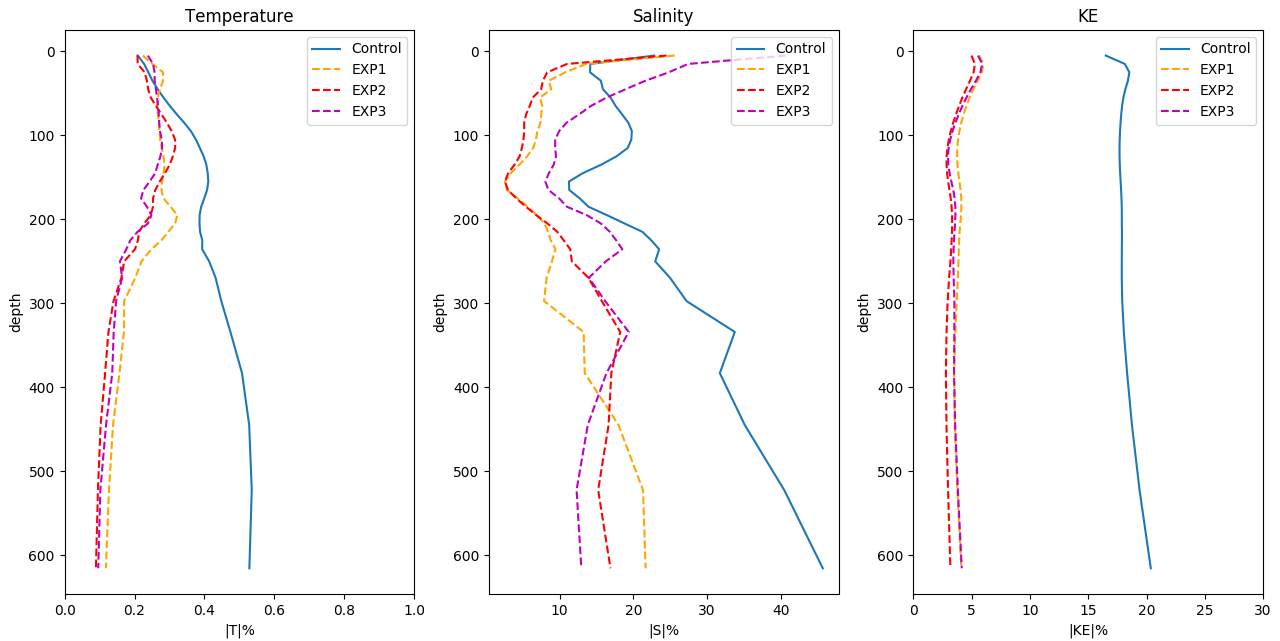 Temperature
Control
EXP1
EXP2
EXP3
0
100
200
300
400
500
600
depth
0.0 0.2 0.4 0.6 0.8 1.0
|T|%
Salinity
Control
EXP1
EXP2
EXP3
0
100
200
300
400
500
600
depth
10 20 30 40
|S|%
KE
Control
EXP1
EXP2
EXP3
0
100
200
300
400
500
600
depth
0 5 10 15 20 25 30
|KE|%